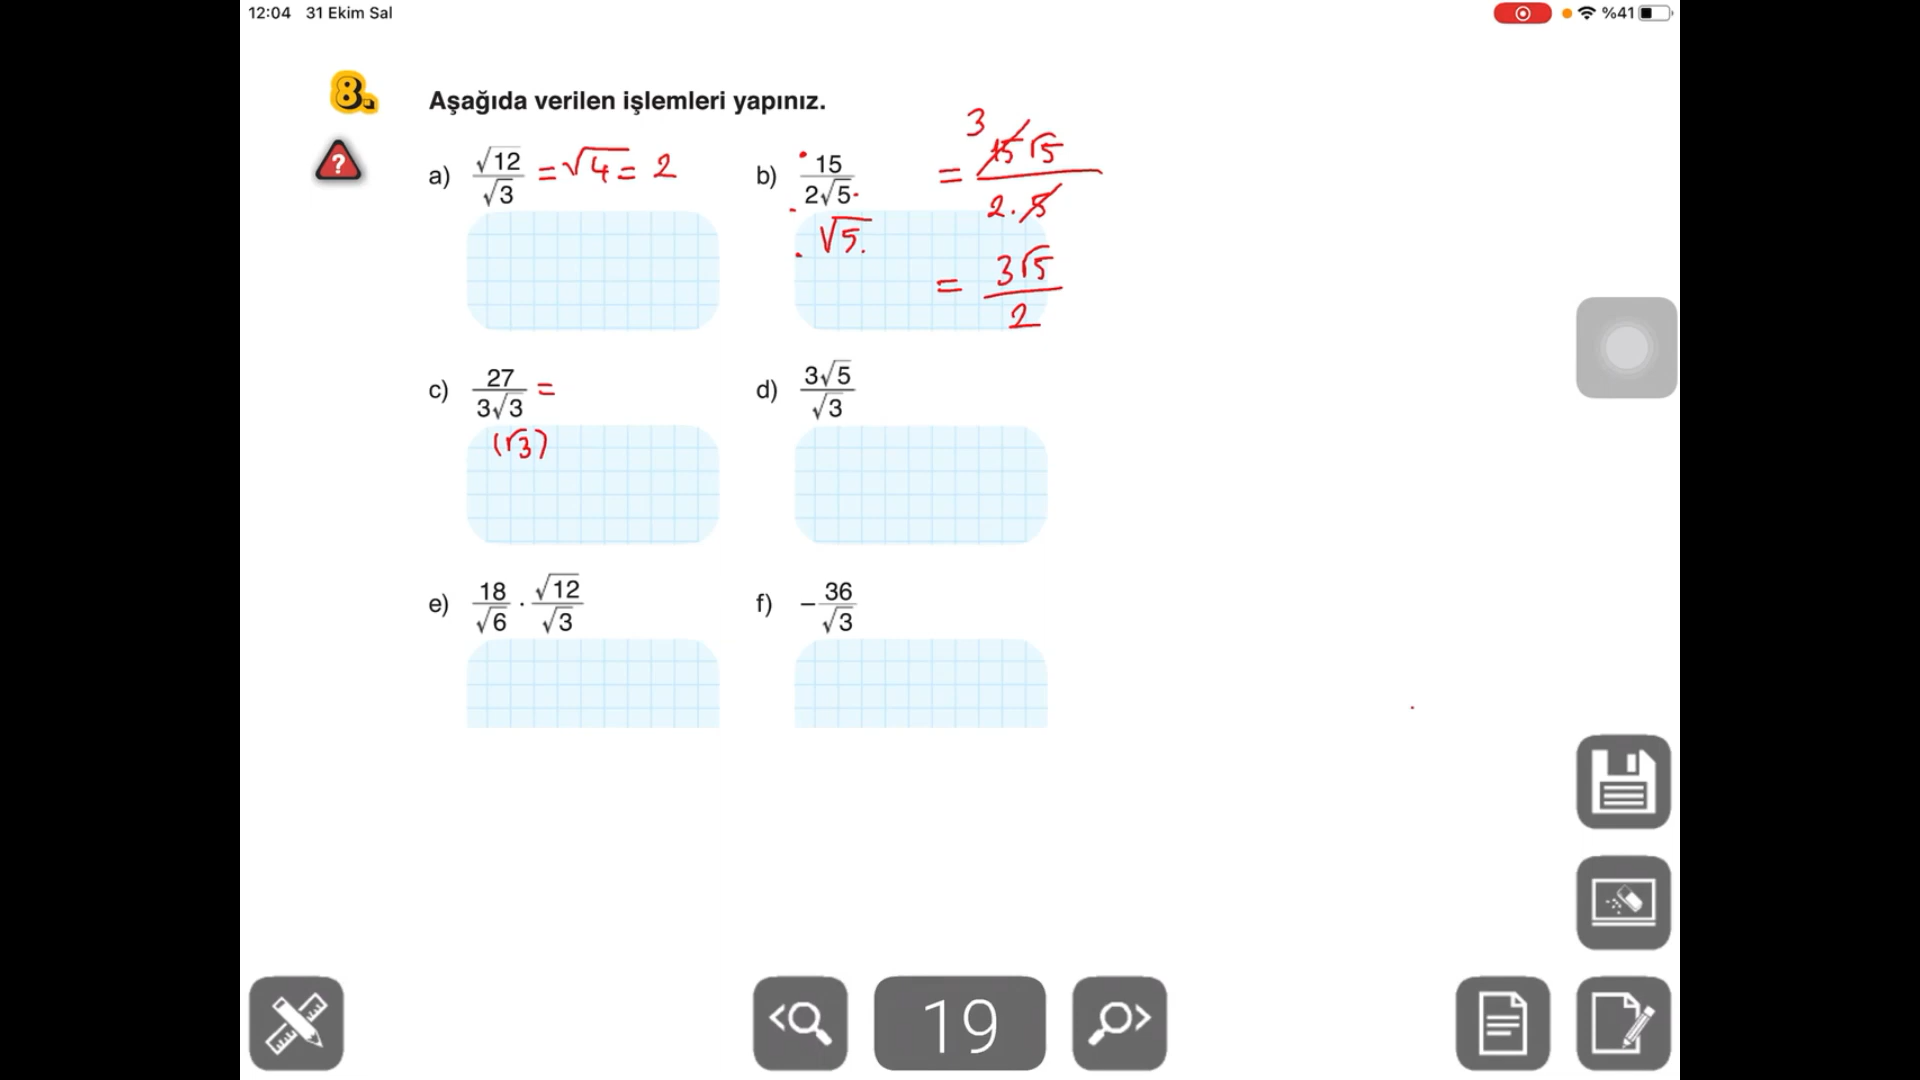 12:04 31 Ekim Sal %41
8. Aşağıda verilen işlemleri yapınız.
?
a) √12/√3 = √4 = 2
b) 15/2√5 = 15√5/2.5
3
√5
= 3√5/2
c) 27/3√3 =
(√3)
d) 3√5/√3
e) 18/√6 · √12/√3
f) −36/√3
19